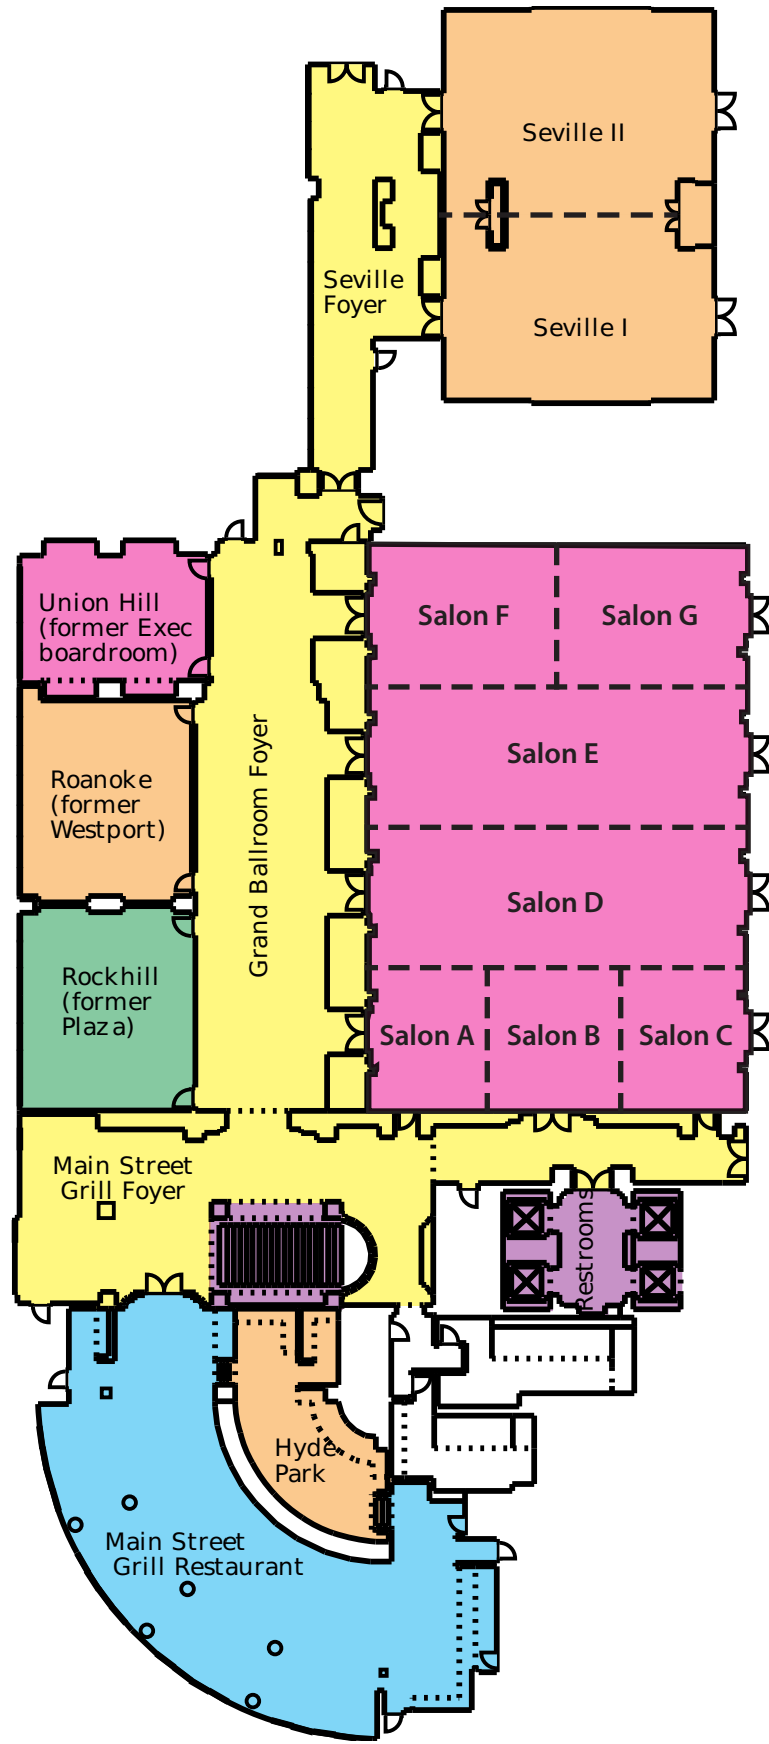 Seville II
Seville
Foyer
Seville I
Union Hill
(former Exec
boardroom)
Salon F
Salon G
Roanoke
(former
Westport)
Grand Ballroom Foyer
Salon E
Salon D
Rockhill
(former
Plaza)
Salon A
Salon B
Salon C
Main Street
Grill Foyer
Restrooms
Hyde
Park
Main Street
Grill Restaurant